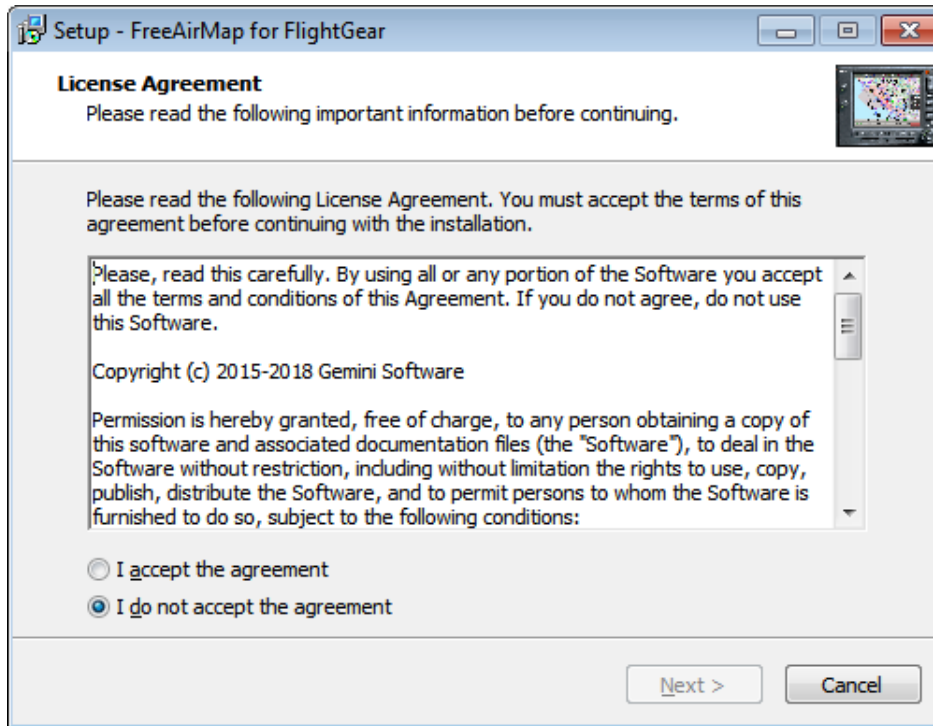 Setup - FreeAirMap for FlightGear
License Agreement
Please read the following important information before continuing.
Please read the following License Agreement. You must accept the terms of this
agreement before continuing with the installation.
Please, read this carefully. By using all or any portion of the Software you accept
all the terms and conditions of this Agreement. If you do not agree, do not use
this Software.
Copyright (c) 2015-2018 Gemini Software
Permission is hereby granted, free of charge, to any person obtaining a copy of
this software and associated documentation files (the "Software"), to deal in the
Software without restriction, including without limitation the rights to use, copy,
publish, distribute the Software, and to permit persons to whom the Software is
furnished to do so, subject to the following conditions:
I accept the agreement
I do not accept the agreement
Next >
Cancel